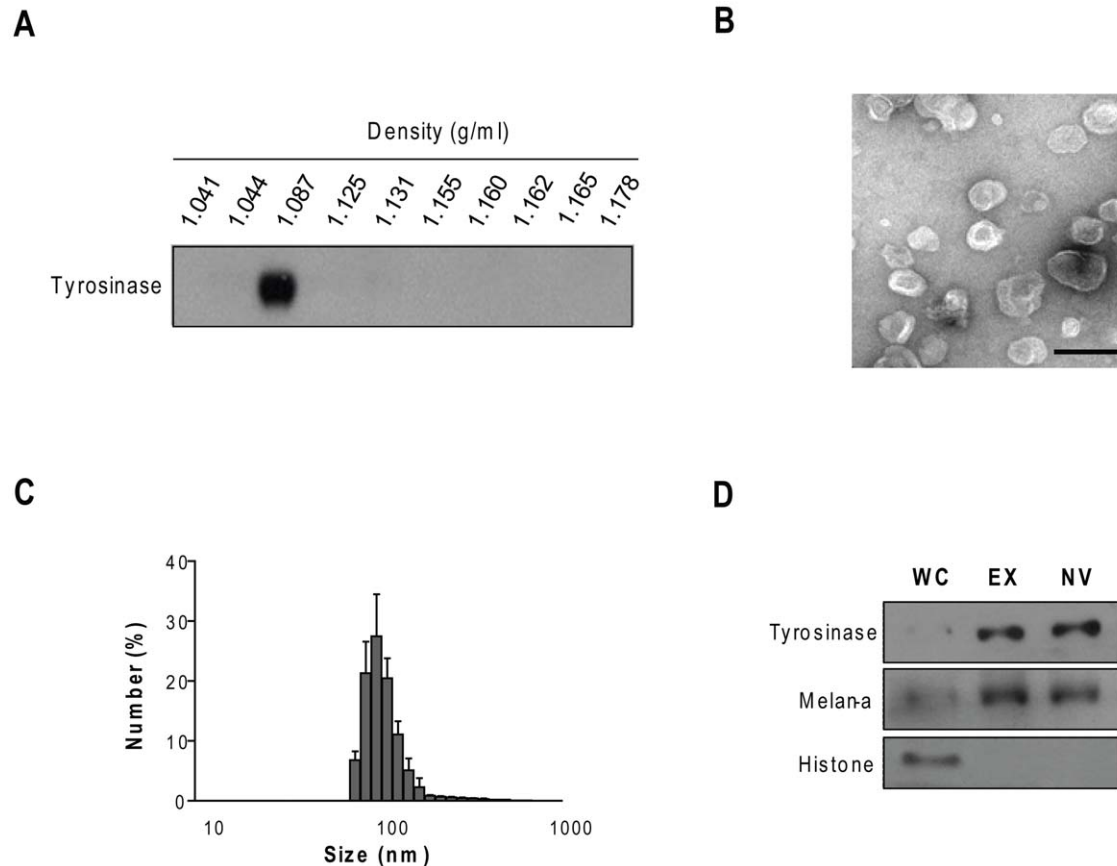 A
Density (g/ml)
1.041 1.044 1.087 1.125 1.131 1.155 1.160 1.162 1.165 1.178
Tyrosinase
B
C
40
30
20
10
0
Number (%)
10 100 1000
Size (nm)
D
WC EX NV
Tyrosinase
Melan-a
Histone